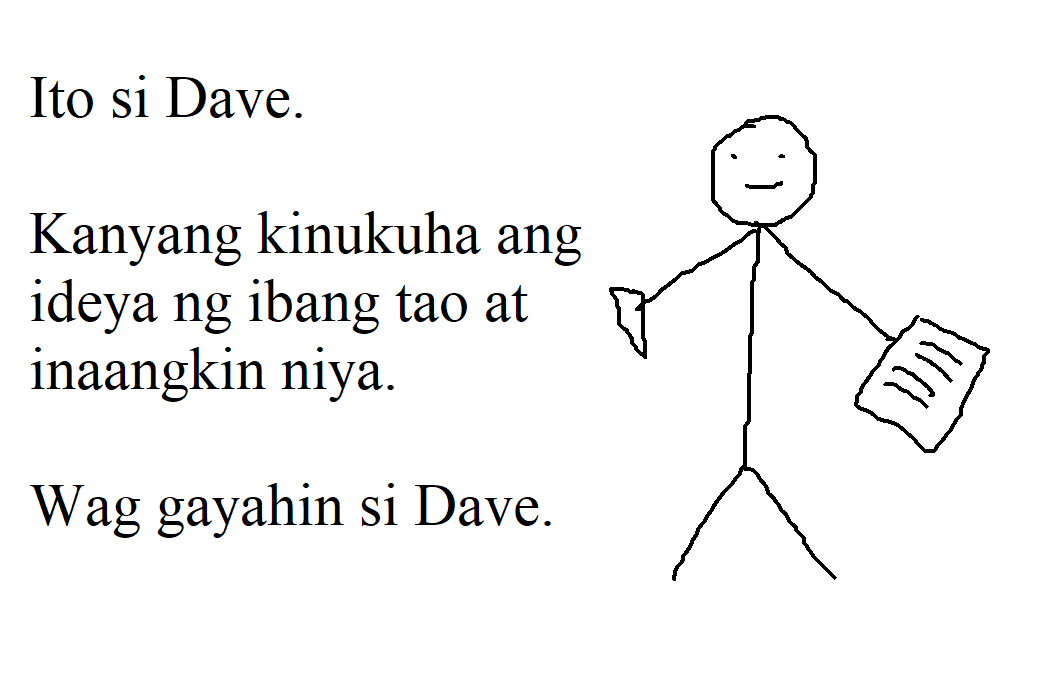 Ito si Dave.
Kanyang kinukuha ang
ideya ng ibang tao at
inaangkin niya.
Wag gayahin si Dave.